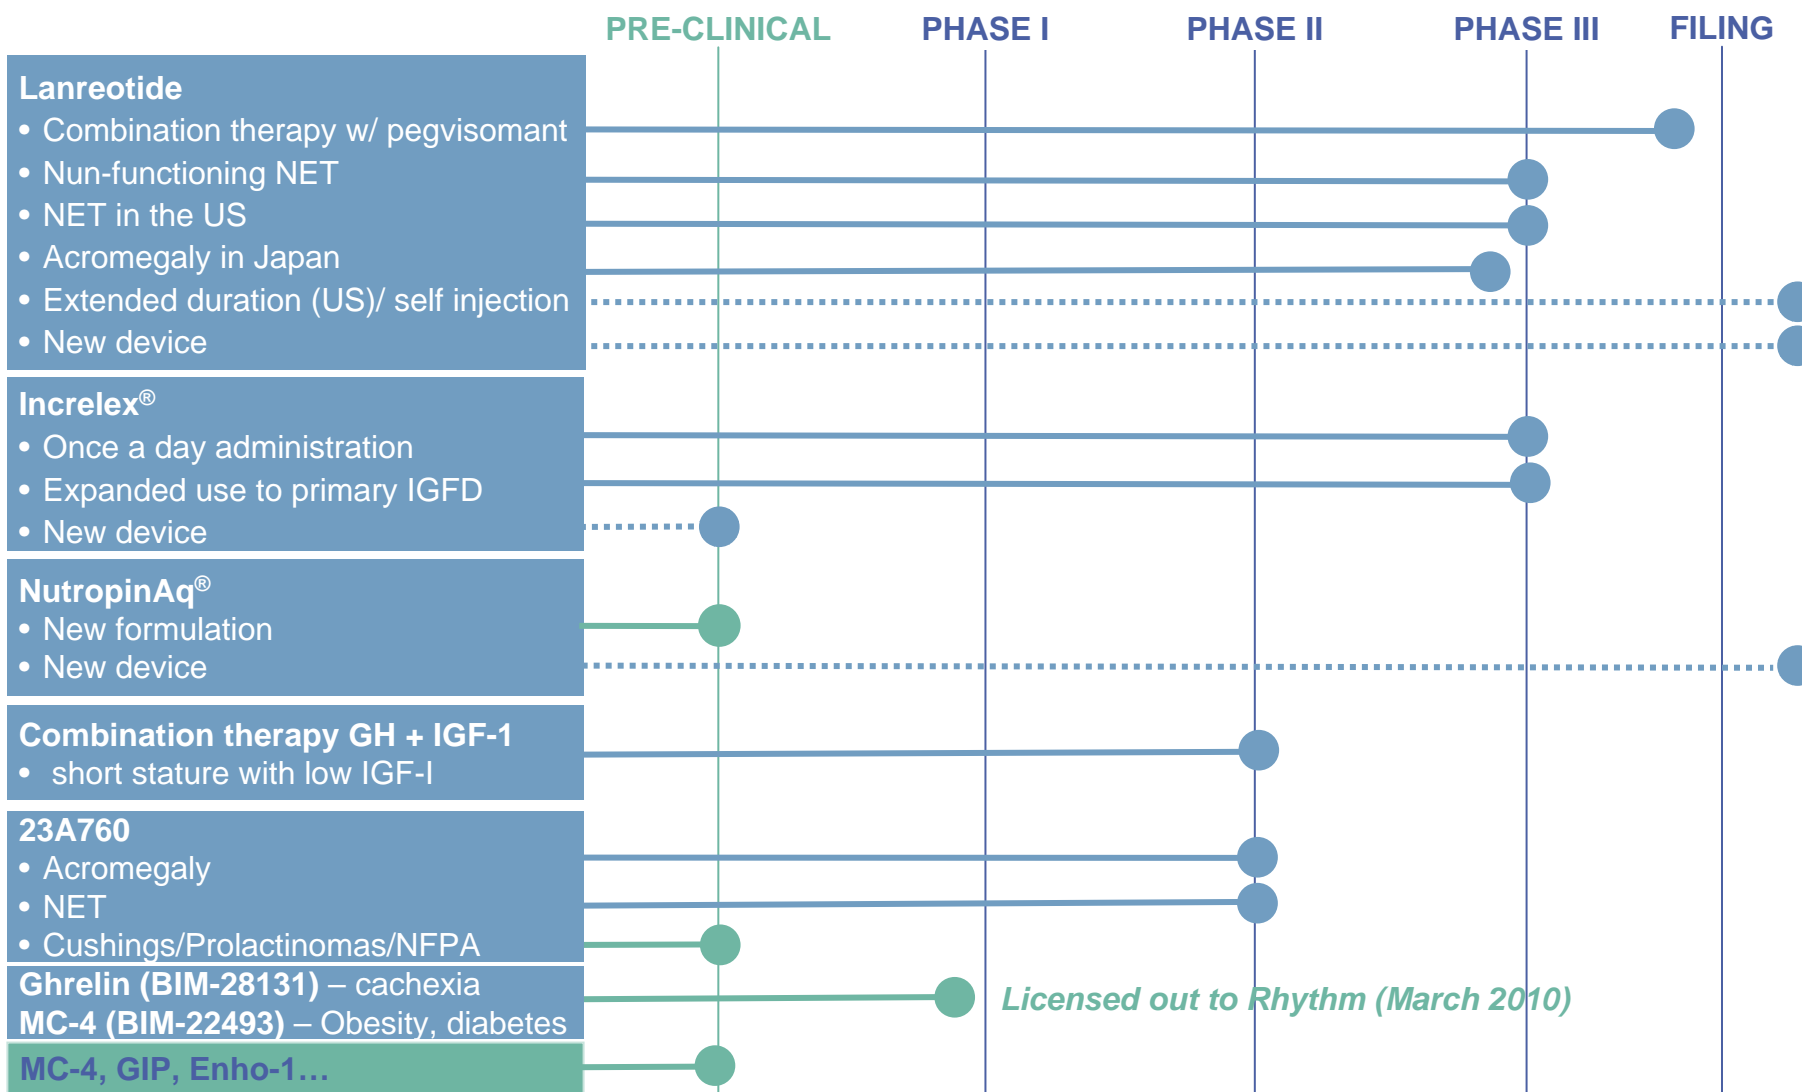 PRE-CLINICAL PHASE I PHASE II PHASE III FILING
Lanreotide
• Combination therapy w/ pegvisomant
• Nun-functioning NET
• NET in the US
• Acromegaly in Japan
• Extended duration (US)/ self injection
• New device
Increlex®
• Once a day administration
• Expanded use to primary IGFD
• New device
NutropinAq®
• New formulation
• New device
Combination therapy GH + IGF-1
• short stature with low IGF-I
23A760
• Acromegaly
• NET
• Cushings/Prolactinomas/NFPA
Ghrelin (BIM-28131) – cachexia
MC-4 (BIM-22493) – Obesity, diabetes
Licensed out to Rhythm (March 2010)
MC-4, GIP, Enho-1…